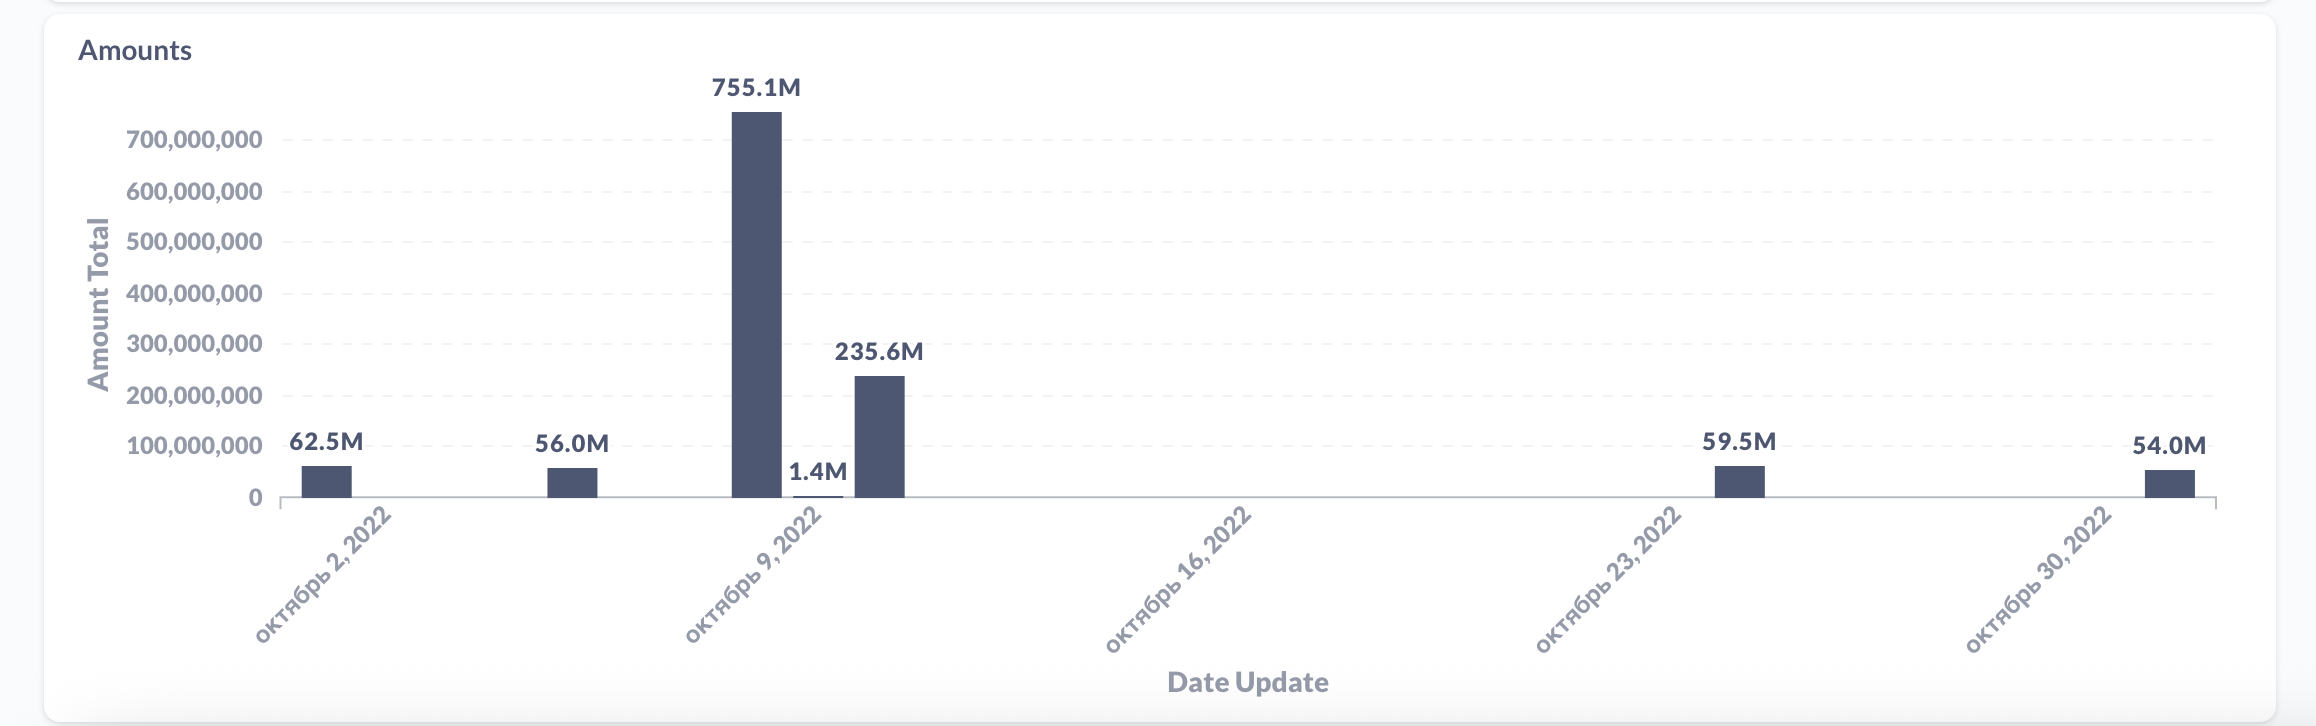 Amounts
755.1M
700,000,000
600,000,000
500,000,000
400,000,000
300,000,000
200,000,000
100,000,000
0
Amount Total
62.5M
56.0M
1.4M
235.6M
59.5M
54.0M
октябрь 2, 2022
октябрь 9, 2022
октябрь 16, 2022
октябрь 23, 2022
октябрь 30, 2022
Date Update